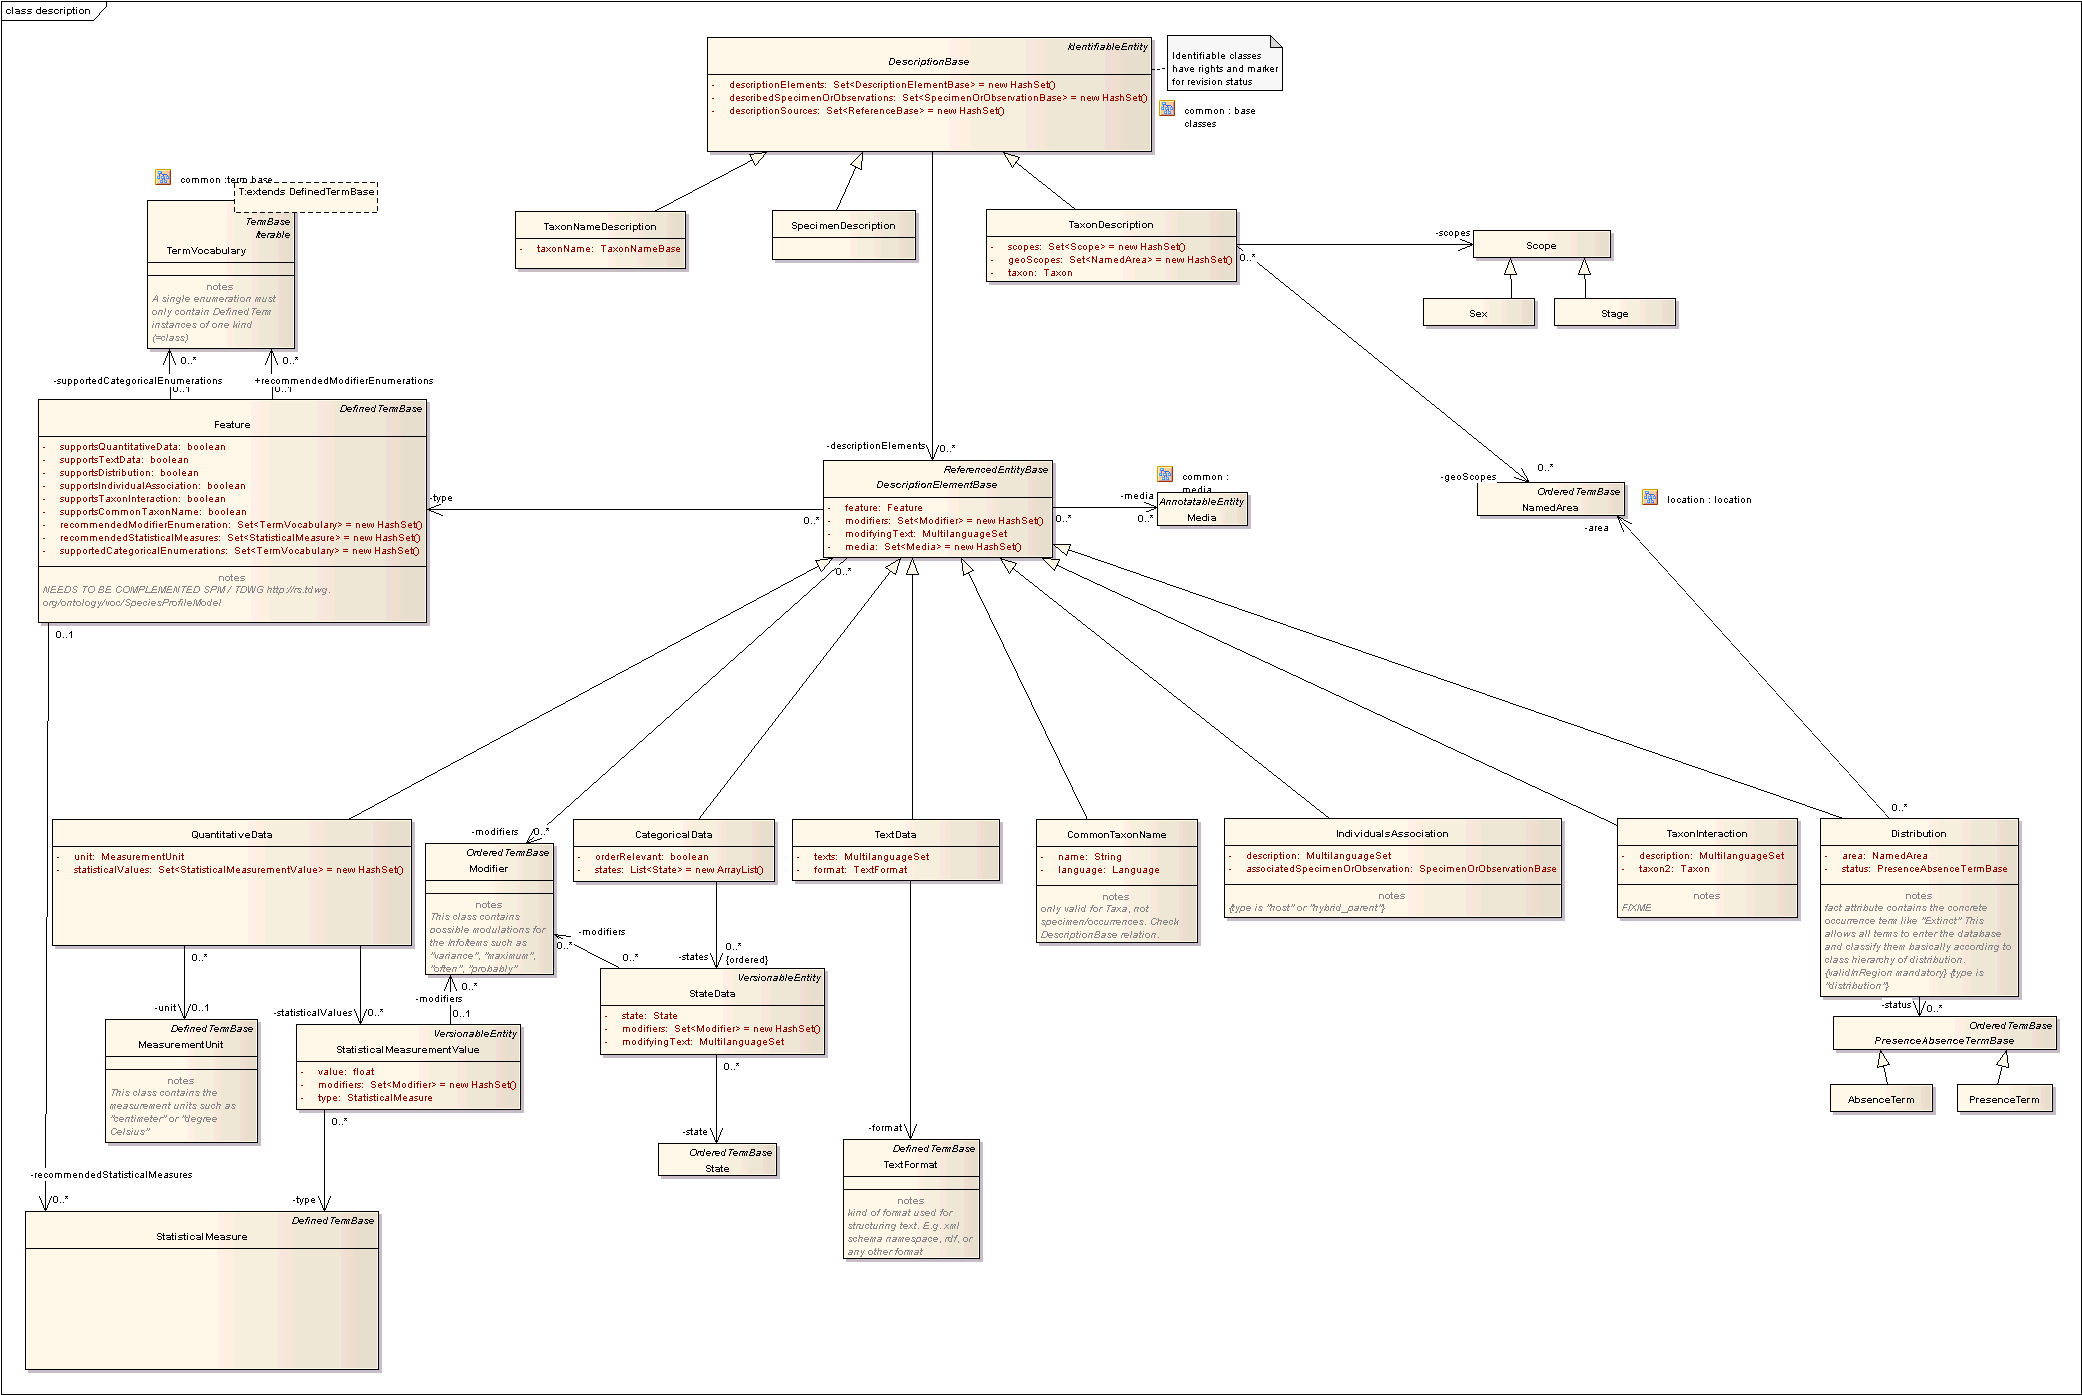 class description
IdentifiableEntity
DescriptionBase
- descriptionElements: Set<DescriptionElementBase> = new HashSet()
- describedSpecimenOrObservations: Set<SpecimenOrObservationBase> = new HashSet()
- descriptionSources: Set<ReferenceBase> = new HashSet()
Identifiable classes
have rights and marker
for revision status
common : base
classes
common :term base
T:extends DefinedTermBase
TermBase
Iterable
TermVocabulary
notes
A single enumeration must
only contain DefinedTerm
instances of one kind
(=class)
TaxonNameDescription
- taxonName: TaxonNameBase
SpecimenDescription
TaxonDescription
- scopes: Set<Scope> = new HashSet()
- geoScopes: Set<NamedArea> = new HashSet()
- taxon: Taxon
-scopes
0..*
Scope
Sex
Stage
0..*
0..*
-supportedCategoricalEnumerations
+recommendedModifierEnumerations
0..1
0..1
DefinedTermBase
Feature
- supportsQuantitativeData: boolean
- supportsTextData: boolean
- supportsDistribution: boolean
- supportsIndividualAssociation: boolean
- supportsTaxonInteraction: boolean
- supportsCommonTaxonName: boolean
- recommendedModifierEnumeration: Set<TermVocabulary> = new HashSet()
- recommendedStatisticalMeasures: Set<StatisticalMeasure> = new HashSet()
- supportedCategoricalEnumerations: Set<TermVocabulary> = new HashSet()
notes
NEEDS TO BE COMPLEMENTED SPM / TDWG http://rs.tdwg.
org/ontology/voc/SpeciesProfileModel
0..1
-type
0..*
-descriptionElements
0..*
ReferencedEntityBase
DescriptionElementBase
- feature: Feature
- modifiers: Set<Modifier> = new HashSet()
- modifyingText: MultilanguageSet
- media: Set<Media> = new HashSet()
0..*
common :
media
-media
0..*
0..*
AnnotatableEntity
Media
0..*
-geoScopes
OrderedTermBase
NamedArea
location : location
-area
0..*
QuantitativeData
- unit: MeasurementUnit
- statisticalValues: Set<StatisticalMeasurementValue> = new HashSet()
-modifiers
0..*
OrderedTermBase
Modifier
notes
This class contains
possible modulations for
the InfoItems such as
"variance", "maximum",
"often", "probably"
CategoricalData
- orderRelevant: boolean
- states: List<State> = new ArrayList()
TextData
- texts: MultilanguageSet
- format: TextFormat
CommonTaxonName
- name: String
- language: Language
notes
only valid for Taxa, not
specimen/occurrences. Check
DescriptionBase relation.
IndividualsAssociation
- description: MultilanguageSet
- associatedSpecimenOrObservation: SpecimenOrObservationBase
notes
{type is "host" or "hybrid_parent"}
TaxonInteraction
- description: MultilanguageSet
- taxon2: Taxon
notes
FIXME
Distribution
- area: NamedArea
- status: PresenceAbsenceTermBase
notes
fact attribute contains the concrete
occurrence term like "Extinct" This
allows all terms to enter the database
and classify them basically according to
class hierarchy of distribution.
{validInRegion mandatory} {type is
"distribution"}
-modifiers
0..*
0..*
-states
0..*
{ordered}
VersionableEntity
StateData
- state: State
- modifiers: Set<Modifier> = new HashSet()
- modifyingText: MultilanguageSet
0..*
-state
OrderedTermBase
State
0..*
-unit
0..1
DefinedTermBase
MeasurementUnit
notes
This class contains the
measurement units such as
"centimeter" or "degree
Celsius"
-statisticalValues
0..*
-modifiers
0..*
0..1
VersionableEntity
StatisticalMeasurementValue
- value: float
- modifiers: Set<Modifier> = new HashSet()
- type: StatisticalMeasure
0..*
-type
-recommendedStatisticalMeasures
0..*
DefinedTermBase
StatisticalMeasure
-format
DefinedTermBase
TextFormat
notes
kind of format used for
structuring text. E.g. xml
schema namespace, rdf, or
any other format
-status
0..*
OrderedTermBase
PresenceAbsenceTermBase
AbsenceTerm
PresenceTerm